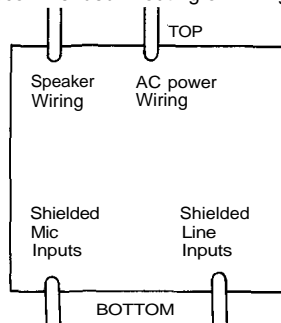 TOP
Speaker
Wiring
AC power
Wiring
Shielded
Mic
Inputs
Shielded
Line
Inputs
BOTTOM